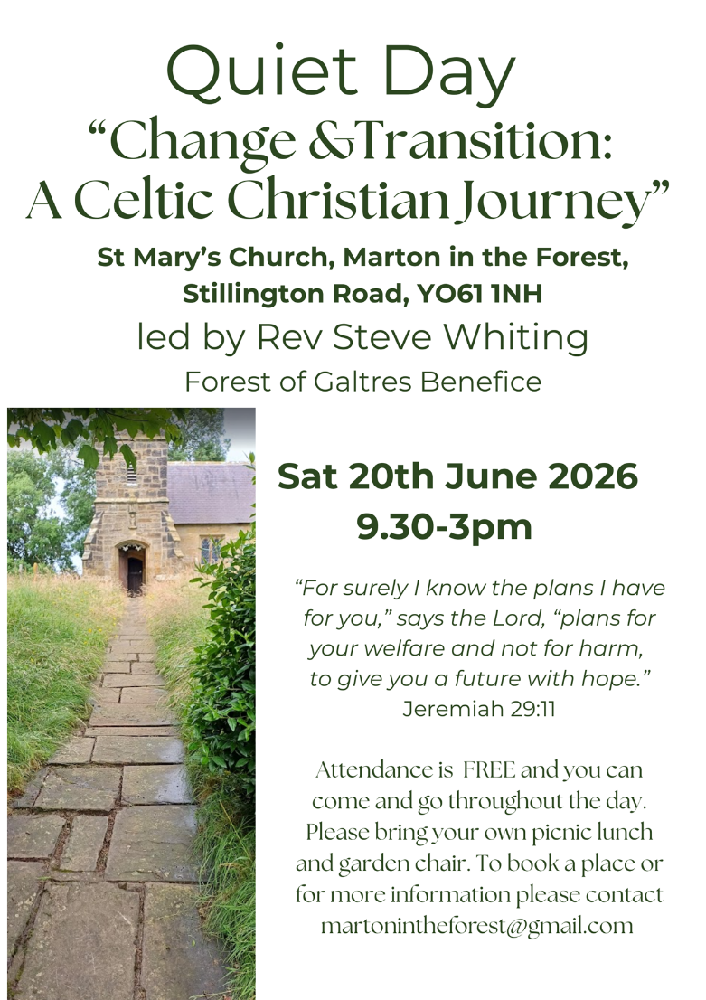 Quiet Day
“Change &Transition:
A Celtic Christian Journey”
St Mary’s Church, Marton in the Forest,
Stillington Road, YO61 1NH
led by Rev Steve Whiting
Forest of Galtres Benefice
Sat 20th June 2026
9.30-3pm
“For surely I know the plans I have
for you,” says the Lord, “plans for
your welfare and not for harm,
to give you a future with hope.”
Jeremiah 29:11
Attendance is FREE and you can
come and go throughout the day.
Please bring your own picnic lunch
and garden chair. To book a place or
for more information please contact
martonintheforest@gmail.com